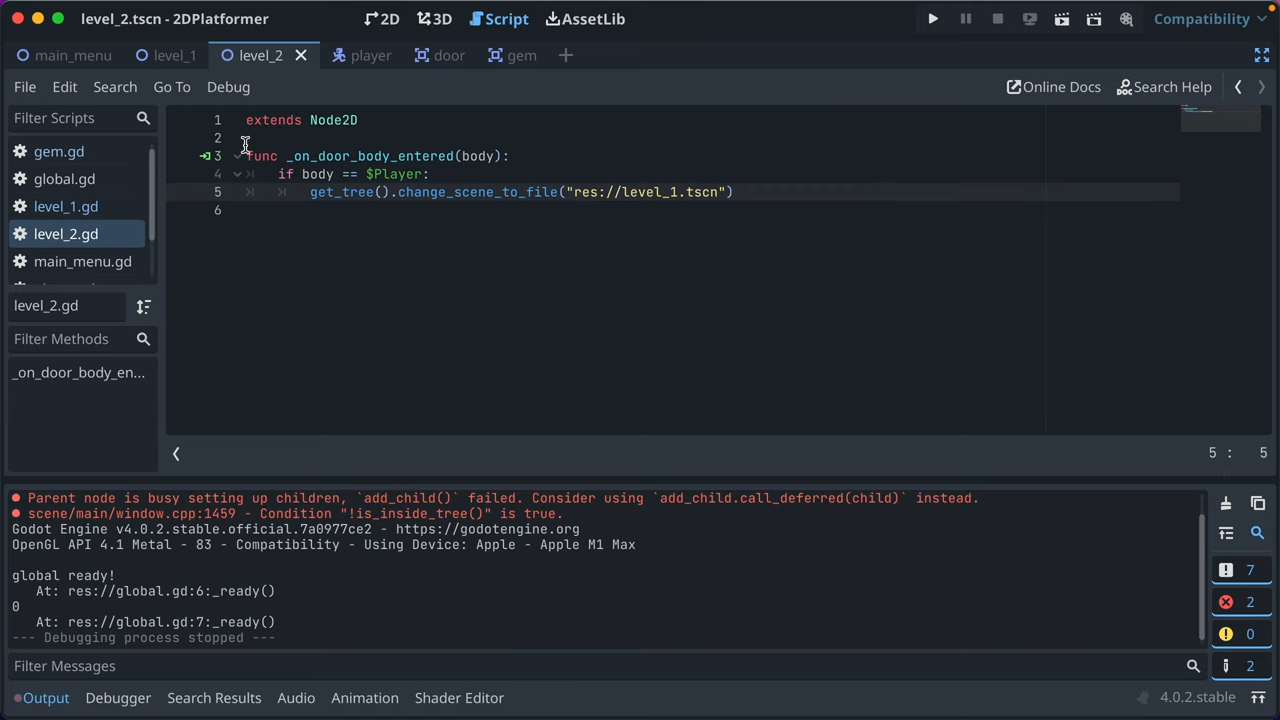 level_2.tscn - 2DPlatformer
2D
3D
Script
AssetLib
Compatibility
main_menu
level_1
level_2
player
door
gem
File
Edit
Search
Go To
Debug
Online Docs
Search Help
Filter Scripts
gem.gd
global.gd
level_1.gd
level_2.gd
main_menu.gd
level_2.gd
Filter Methods
_on_door_body_en...
1 extends Node2D
2
3 func _on_door_body_entered(body):
4 if body == $Player:
5 get_tree().change_scene_to_file("res://level_1.tscn")
6
5 : 5
Parent node is busy setting up children, `add_child()` failed. Consider using `add_child.call_deferred(child)` instead.
scene/main/window.cpp:1459 - Condition "!is_inside_tree()" is true.
Godot Engine v4.0.2.stable.official.7a0977ce2 - https://godotengine.org
OpenGL API 4.1 Metal - 83 - Compatibility - Using Device: Apple - Apple M1 Max
global ready!
At: res://global.gd:6:_ready()
0
At: res://global.gd:7:_ready()
--- Debugging process stopped ---
7
2
0
2
Filter Messages
Output
Debugger
Search Results
Audio
Animation
Shader Editor
4.0.2.stable